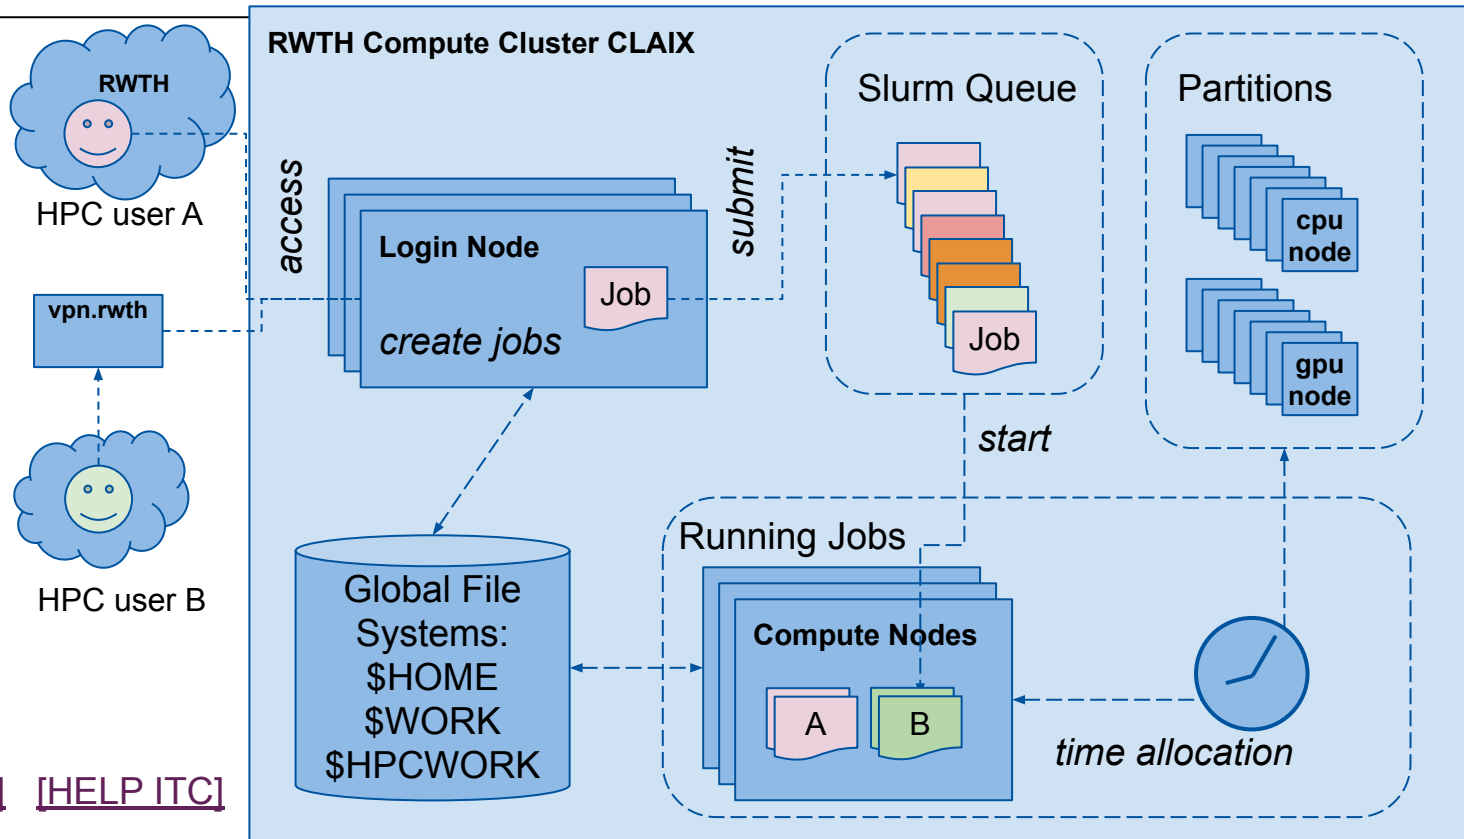 RWTH Compute Cluster CLAIX
RWTH
HPC user A
vpn.rwth
HPC user B
access
Login Node
Job
create jobs
submit
Slurm Queue
Job
Partitions
cpu
node
gpu
node
start
Running Jobs
Global File
Systems:
$HOME
$WORK
$HPCWORK
Compute Nodes
A
B
time allocation
] [HELP ITC]